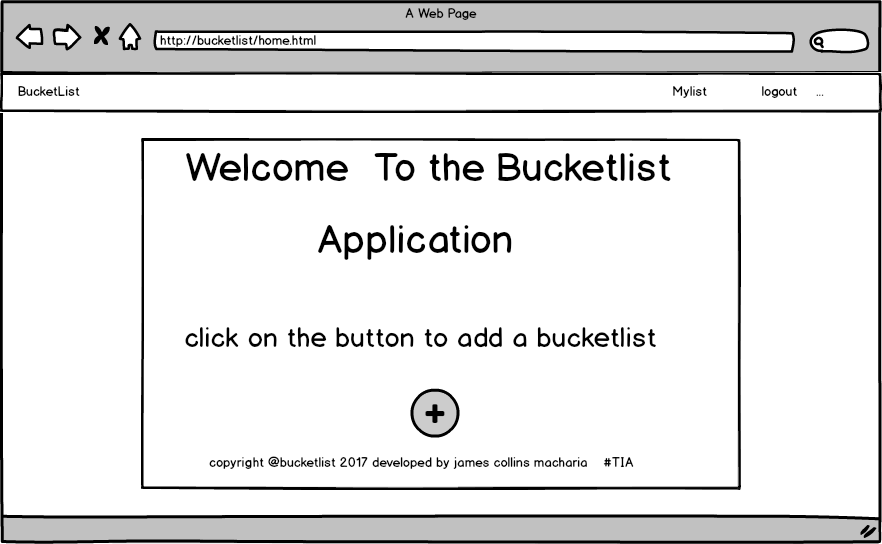 A Web Page
http://bucketlist/home.html
BucketList Mylist logout ...
Welcome To the Bucketlist
Application
click on the button to add a bucketlist
copyright @bucketlist 2017 developed by james collins macharia #TIA